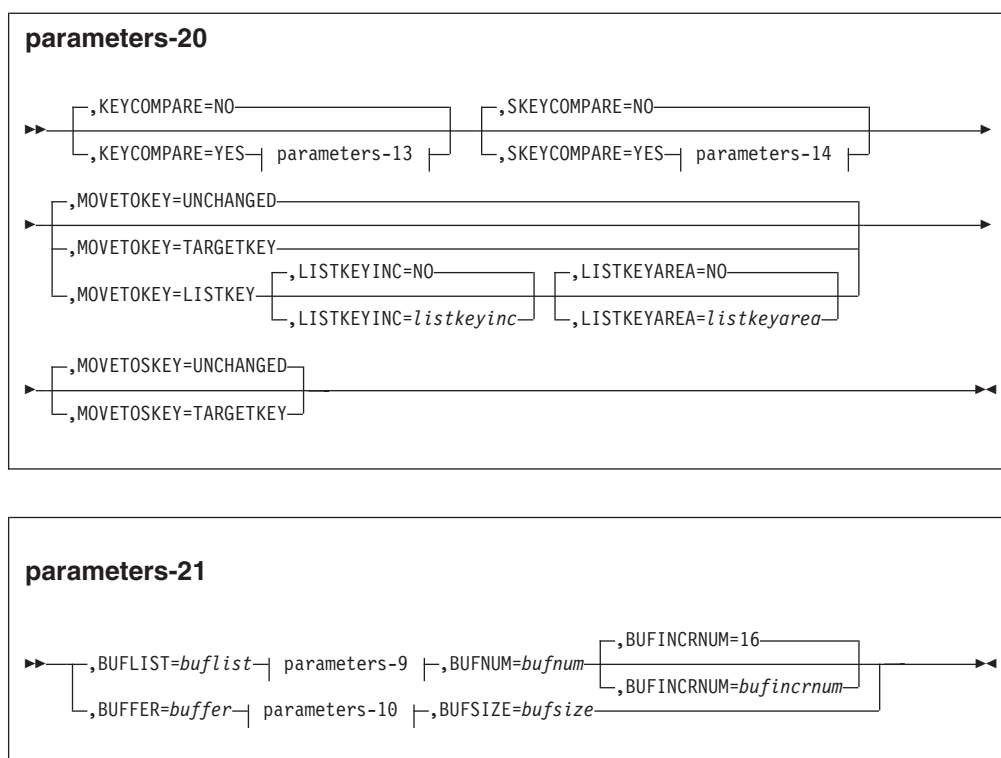 parameters-20
,KEYCOMPARE=NO ,SKEYCOMPARE=NO
,KEYCOMPARE=YES parameters-13 ,SKEYCOMPARE=YES parameters-14
,MOVETOKEY=UNCHANGED
,MOVETOKEY=TARGETKEY
,LISTKEYINC=NO ,LISTKEYAREA=NO
,MOVETOKEY=LISTKEY
,LISTKEYINC=listkeyinc ,LISTKEYAREA=listkeyarea
,MOVETOSKEY=UNCHANGED
,MOVETOSKEY=TARGETKEY
parameters-21
,BUFINCRNUM=16
,BUFLIST=buflist parameters-9 ,BUFNUM=bufnum
,BUFINCRNUM=bufincrnum
,BUFFER=buffer parameters-10 ,BUFSIZE=bufsize